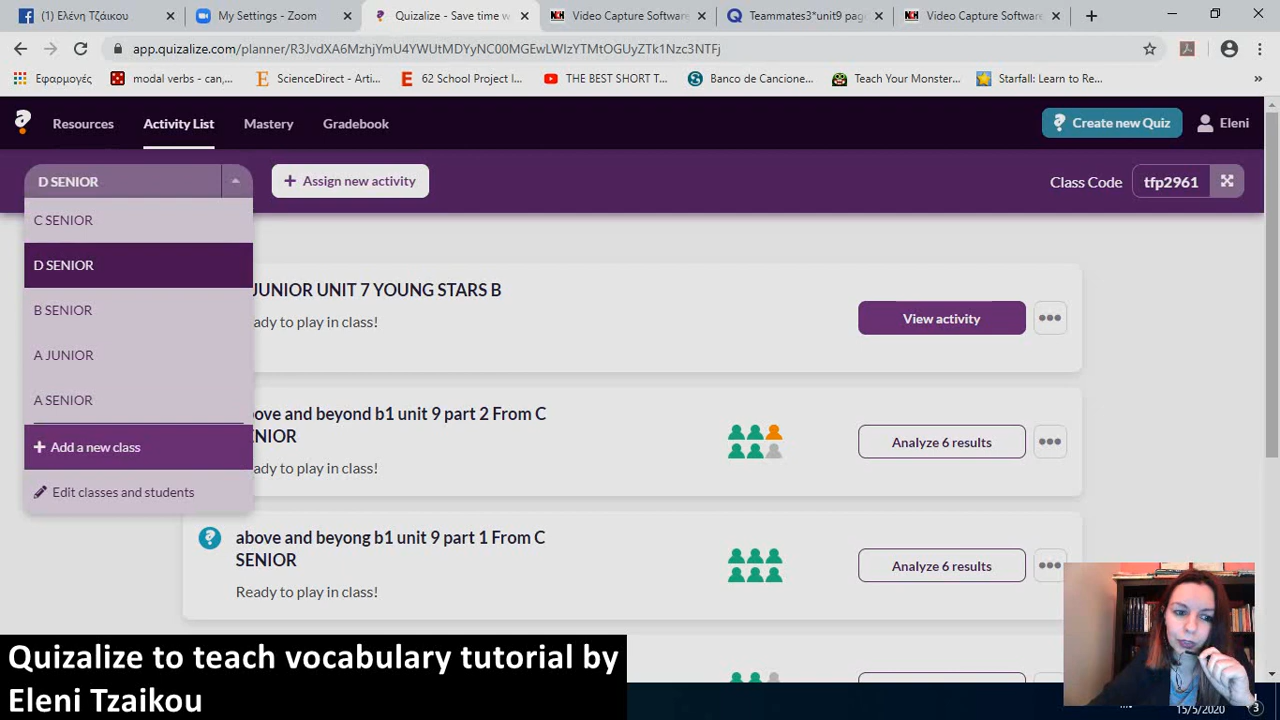 (1) Ελένη Τζάικου
My Settings - Zoom
Quizalize - Save time w
Video Capture Software
Teammates3*unit9 pag
Video Capture Software
app.quizalize.com/planner/R3JvdXA6MzhjYmU4YWUtMDYyNC00MGEwLWIzYTMtOGUyZTk1Nzc3NTFj
Εφαρμογές
modal verbs - can,...
ScienceDirect - Arti...
62 School Project I...
THE BEST SHORT T...
Banco de Cancione...
Teach Your Monster...
Starfall: Learn to Re...
Resources
Activity List
Mastery
Gradebook
Create new Quiz
Eleni
D SENIOR
+ Assign new activity
Class Code
tfp2961
C SENIOR
D SENIOR
B SENIOR
A JUNIOR
A SENIOR
+ Add a new class
Edit classes and students
JUNIOR UNIT 7 YOUNG STARS B
ady to play in class!
View activity
ove and beyond b1 unit 9 part 2 From C
NIOR
ady to play in class!
Analyze 6 results
above and beyong b1 unit 9 part 1 From C
SENIOR
Ready to play in class!
Analyze 6 results
Quizalize to teach vocabulary tutorial by
Eleni Tzaikou
15/5/2020
3